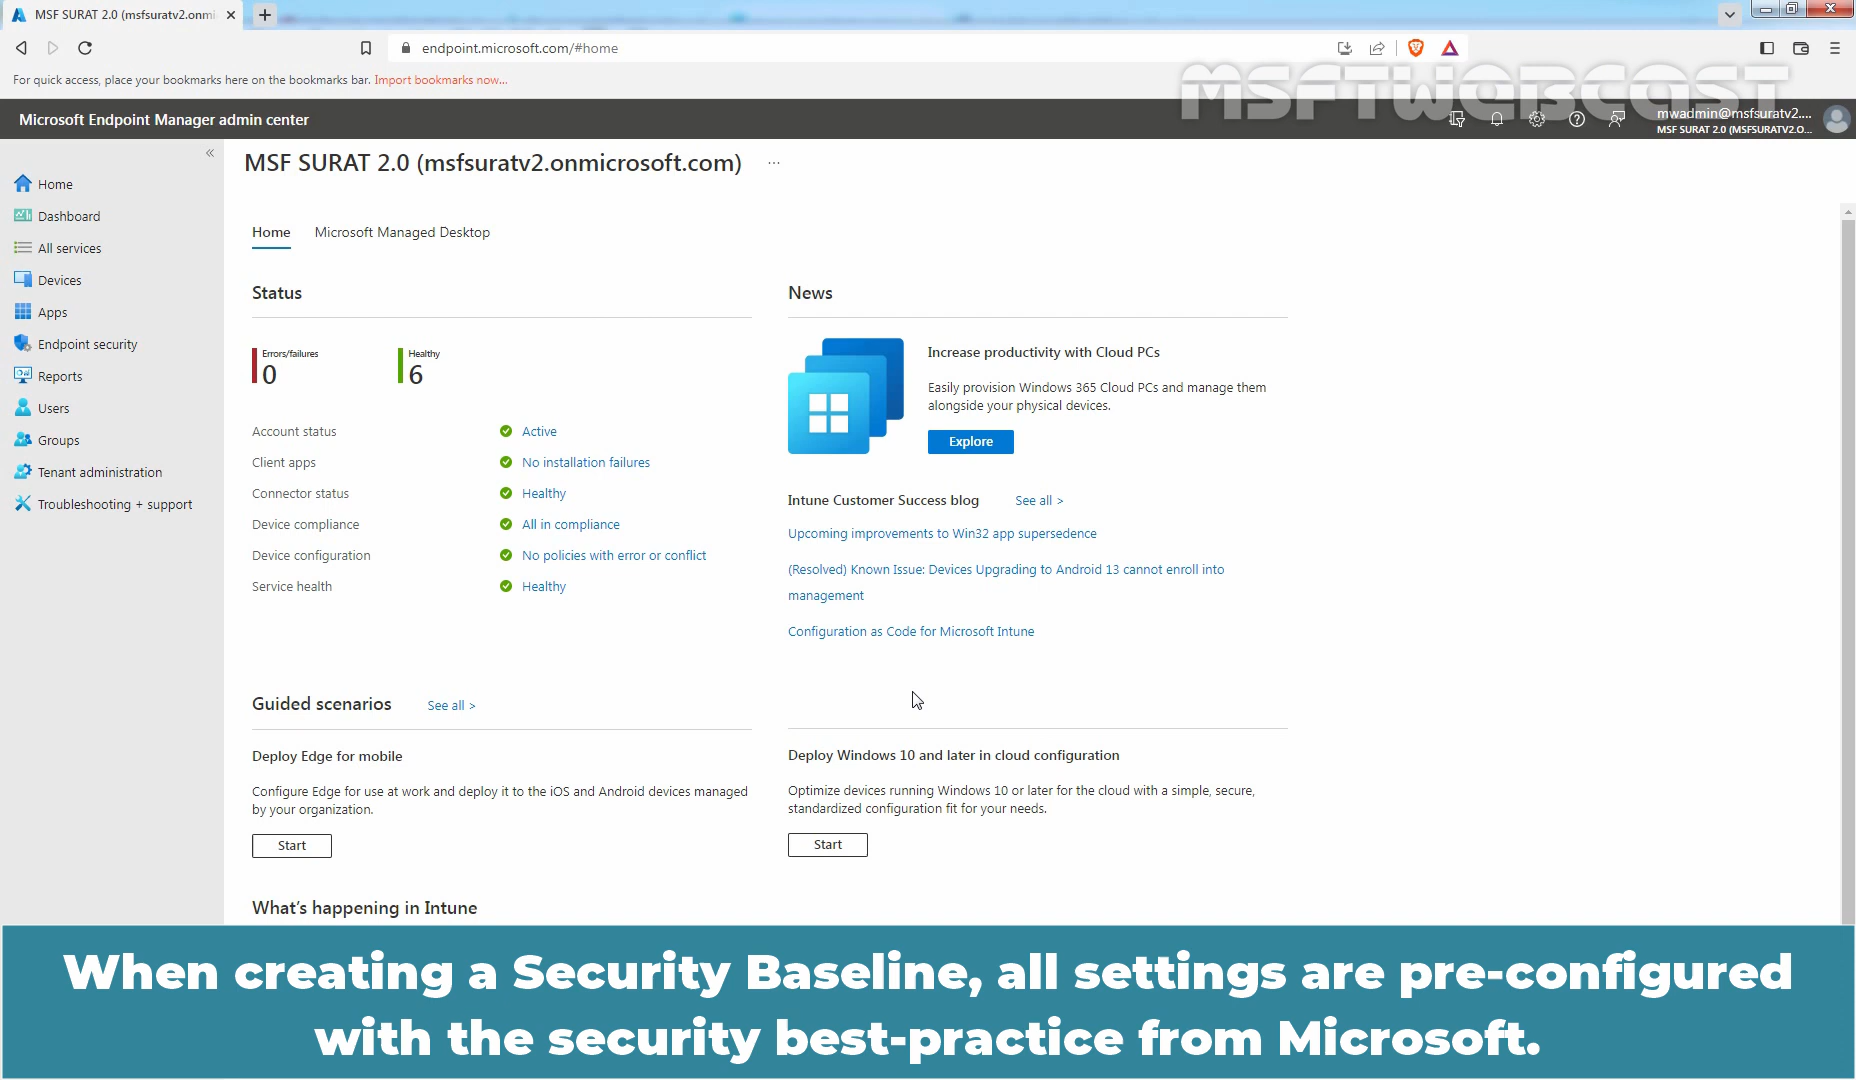 MSF SURAT 2.0 (msfsuratv2.onmi
endpoint.microsoft.com/#home
For quick access, place your bookmarks here on the bookmarks bar. Import bookmarks now...
MSFTWEBCAST
Microsoft Endpoint Manager admin center
mwadmin@msfsuratv2....
MSF SURAT 2.0 (MSFSURATV2.O...
Home
Dashboard
All services
Devices
Apps
Endpoint security
Reports
Users
Groups
Tenant administration
Troubleshooting + support
MSF SURAT 2.0 (msfsuratv2.onmicrosoft.com) ...
Home Microsoft Managed Desktop
Status
Errors/failures
0
Healthy
6
Account status Active
Client apps No installation failures
Connector status Healthy
Device compliance All in compliance
Device configuration No policies with error or conflict
Service health Healthy
News
Increase productivity with Cloud PCs
Easily provision Windows 365 Cloud PCs and manage them
alongside your physical devices.
Explore
Intune Customer Success blog See all >
Upcoming improvements to Win32 app supersedence
(Resolved) Known Issue: Devices Upgrading to Android 13 cannot enroll into
management
Configuration as Code for Microsoft Intune
Guided scenarios See all >
Deploy Edge for mobile
Configure Edge for use at work and deploy it to the iOS and Android devices managed
by your organization.
Start
Deploy Windows 10 and later in cloud configuration
Optimize devices running Windows 10 or later for the cloud with a simple, secure,
standardized configuration fit for your needs.
Start
What's happening in Intune
When creating a Security Baseline, all settings are pre-configured
with the security best-practice from Microsoft.